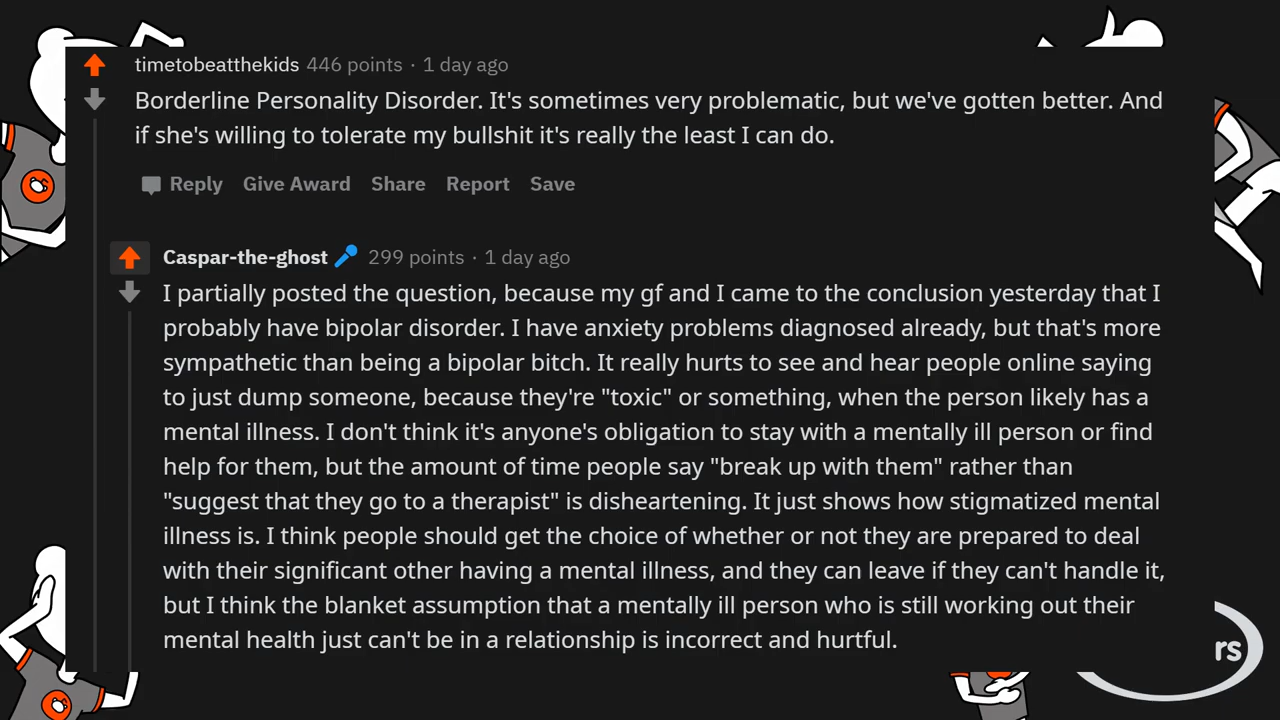 timetobeatthekids 446 points · 1 day ago
Borderline Personality Disorder. It's sometimes very problematic, but we've gotten better. And
if she's willing to tolerate my bullshit it's really the least I can do.
Reply Give Award Share Report Save
Caspar-the-ghost 299 points · 1 day ago
I partially posted the question, because my gf and I came to the conclusion yesterday that I
probably have bipolar disorder. I have anxiety problems diagnosed already, but that's more
sympathetic than being a bipolar bitch. It really hurts to see and hear people online saying
to just dump someone, because they're "toxic" or something, when the person likely has a
mental illness. I don't think it's anyone's obligation to stay with a mentally ill person or find
help for them, but the amount of time people say "break up with them" rather than
"suggest that they go to a therapist" is disheartening. It just shows how stigmatized mental
illness is. I think people should get the choice of whether or not they are prepared to deal
with their significant other having a mental illness, and they can leave if they can't handle it,
but I think the blanket assumption that a mentally ill person who is still working out their
mental health just can't be in a relationship is incorrect and hurtful.
rs